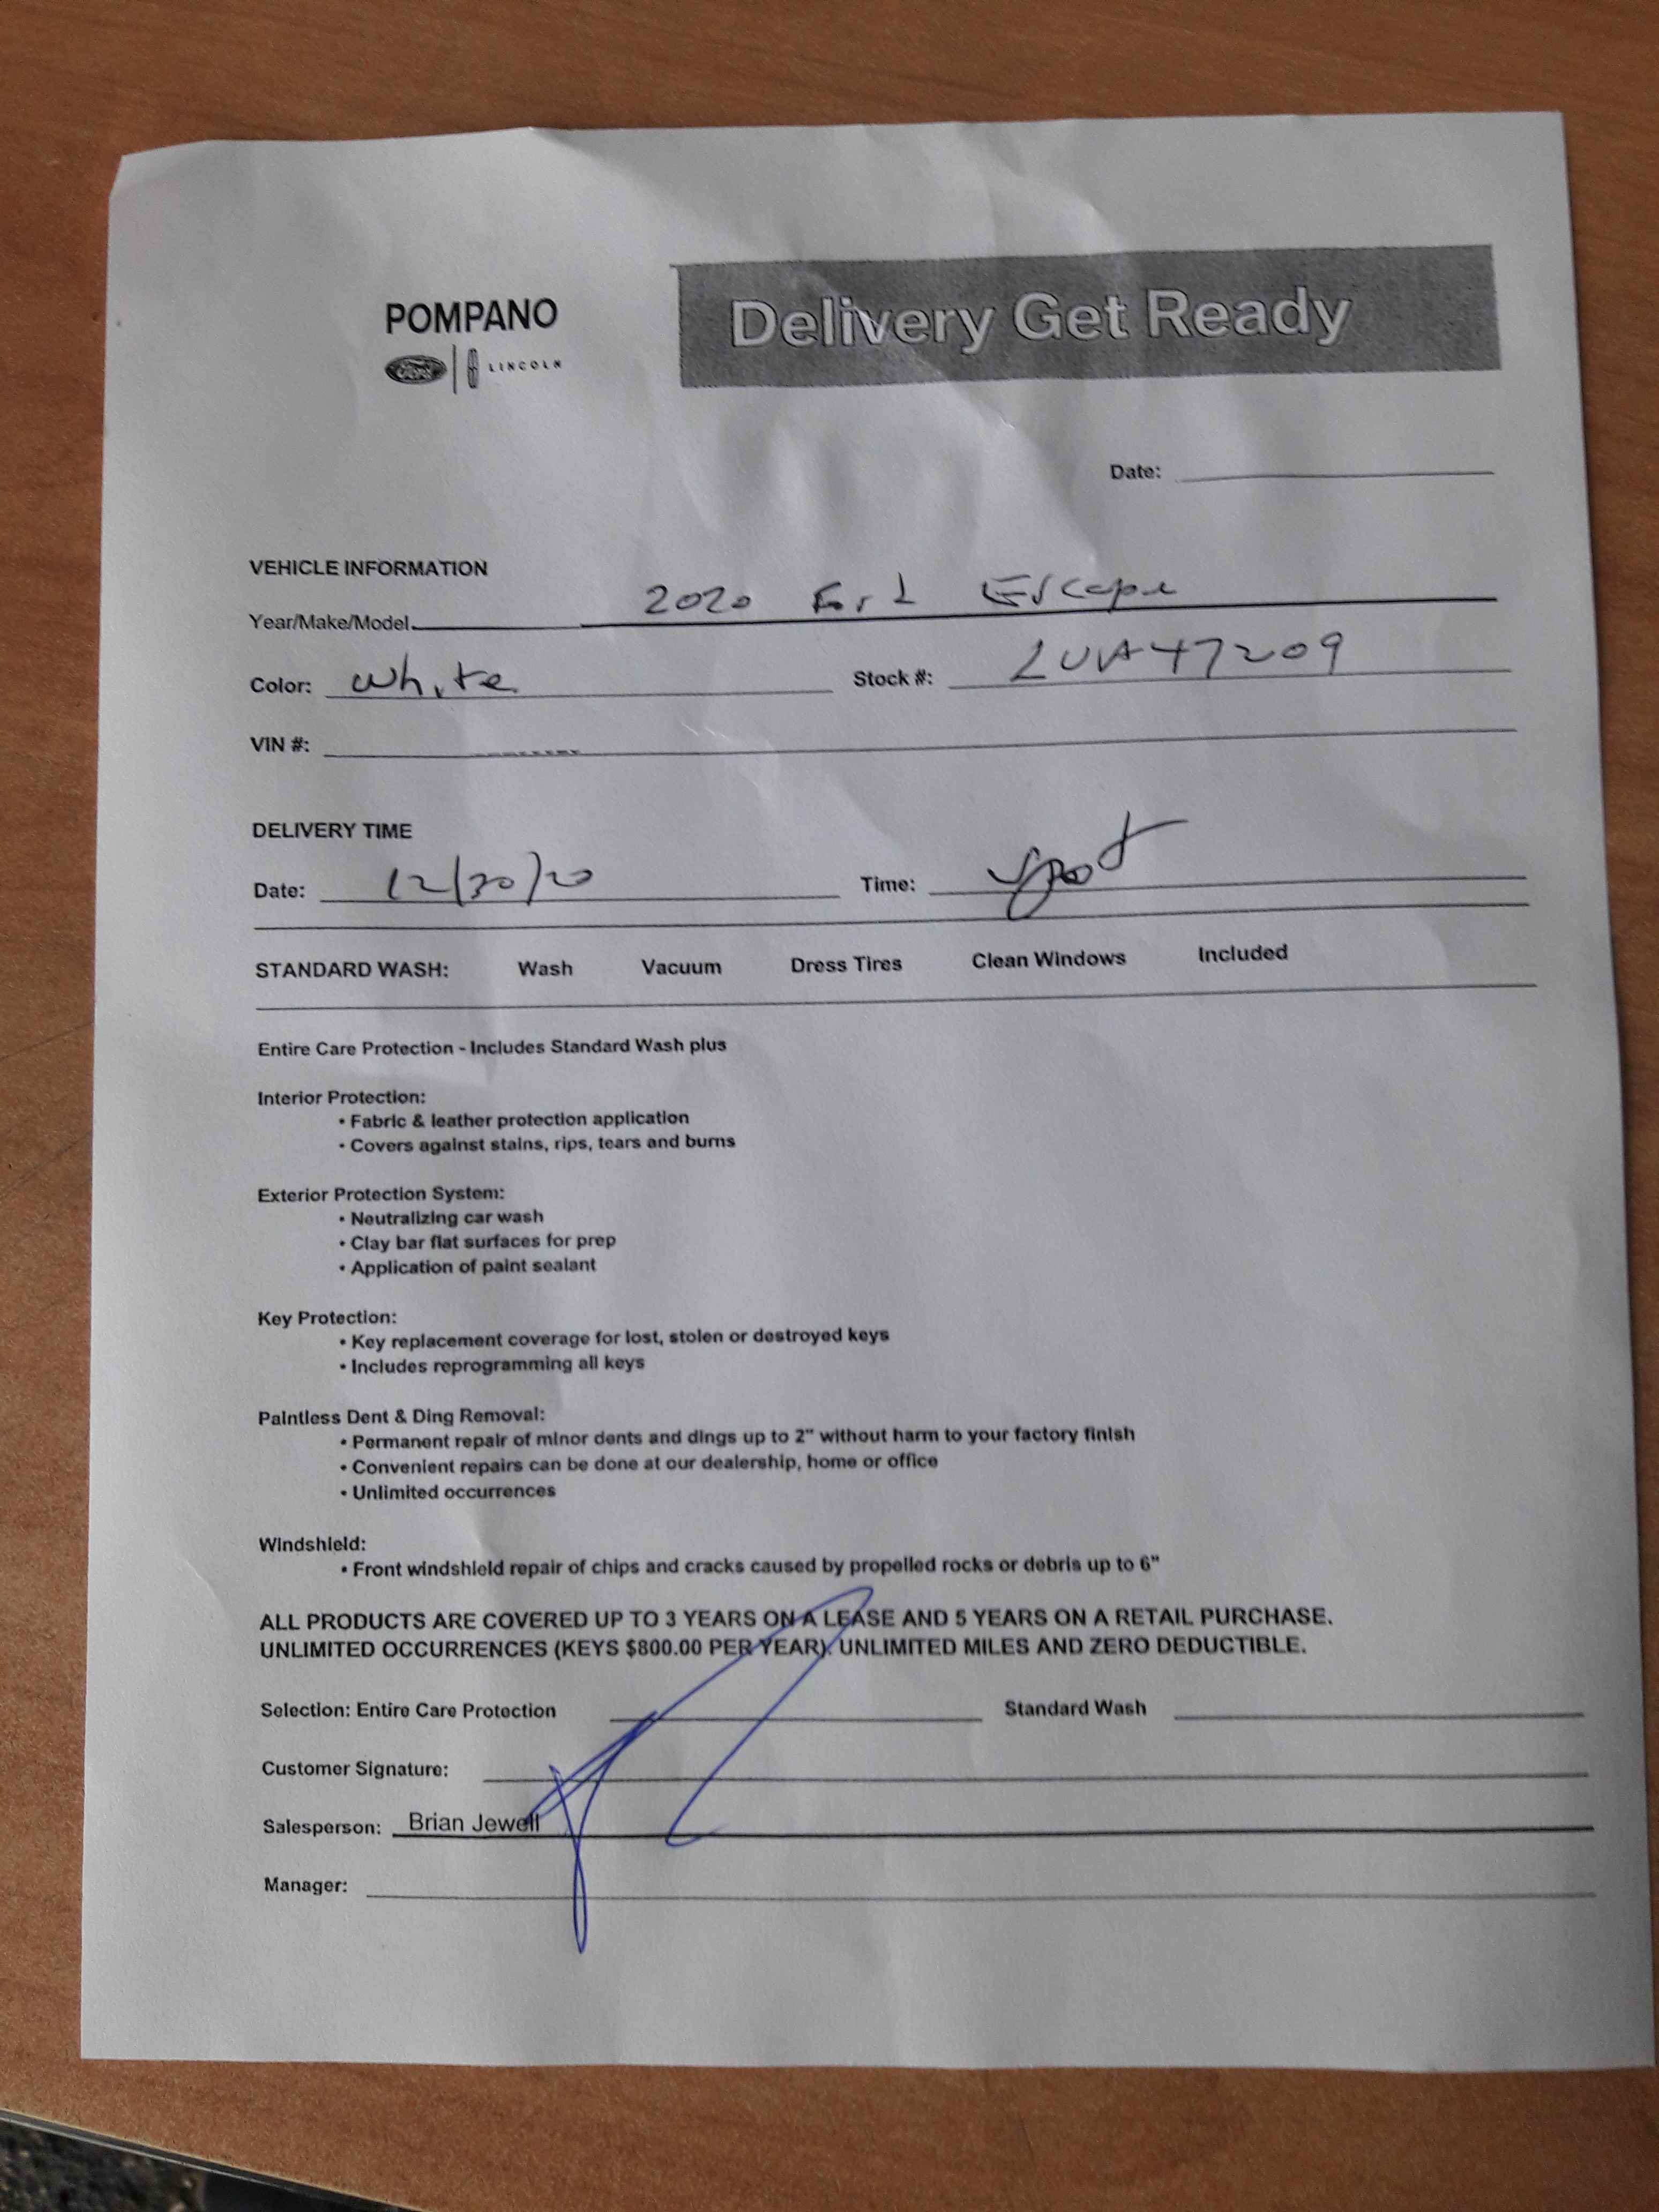 POMPANO
Delivery Get Ready
Ford LINCOLN
Date:
VEHICLE INFORMATION
Year/Make/Model 2020 Ford Escape
Color: white Stock #: LUA47209
VIN #:
DELIVERY TIME
Date: 12/30/20 Time: spot
STANDARD WASH: Wash Vacuum Dress Tires Clean Windows Included
Entire Care Protection - Includes Standard Wash plus
Interior Protection:
• Fabric & leather protection application
• Covers against stains, rips, tears and burns
Exterior Protection System:
• Neutralizing car wash
• Clay bar flat surfaces for prep
• Application of paint sealant
Key Protection:
• Key replacement coverage for lost, stolen or destroyed keys
• Includes reprogramming all keys
Paintless Dent & Ding Removal:
• Permanent repair of minor dents and dings up to 2" without harm to your factory finish
• Convenient repairs can be done at our dealership, home or office
• Unlimited occurrences
Windshield:
• Front windshield repair of chips and cracks caused by propelled rocks or debris up to 6"
ALL PRODUCTS ARE COVERED UP TO 3 YEARS ON A LEASE AND 5 YEARS ON A RETAIL PURCHASE.
UNLIMITED OCCURRENCES (KEYS $800.00 PER YEAR). UNLIMITED MILES AND ZERO DEDUCTIBLE.
Selection: Entire Care Protection Standard Wash
Customer Signature:
Salesperson: Brian Jewell
Manager: